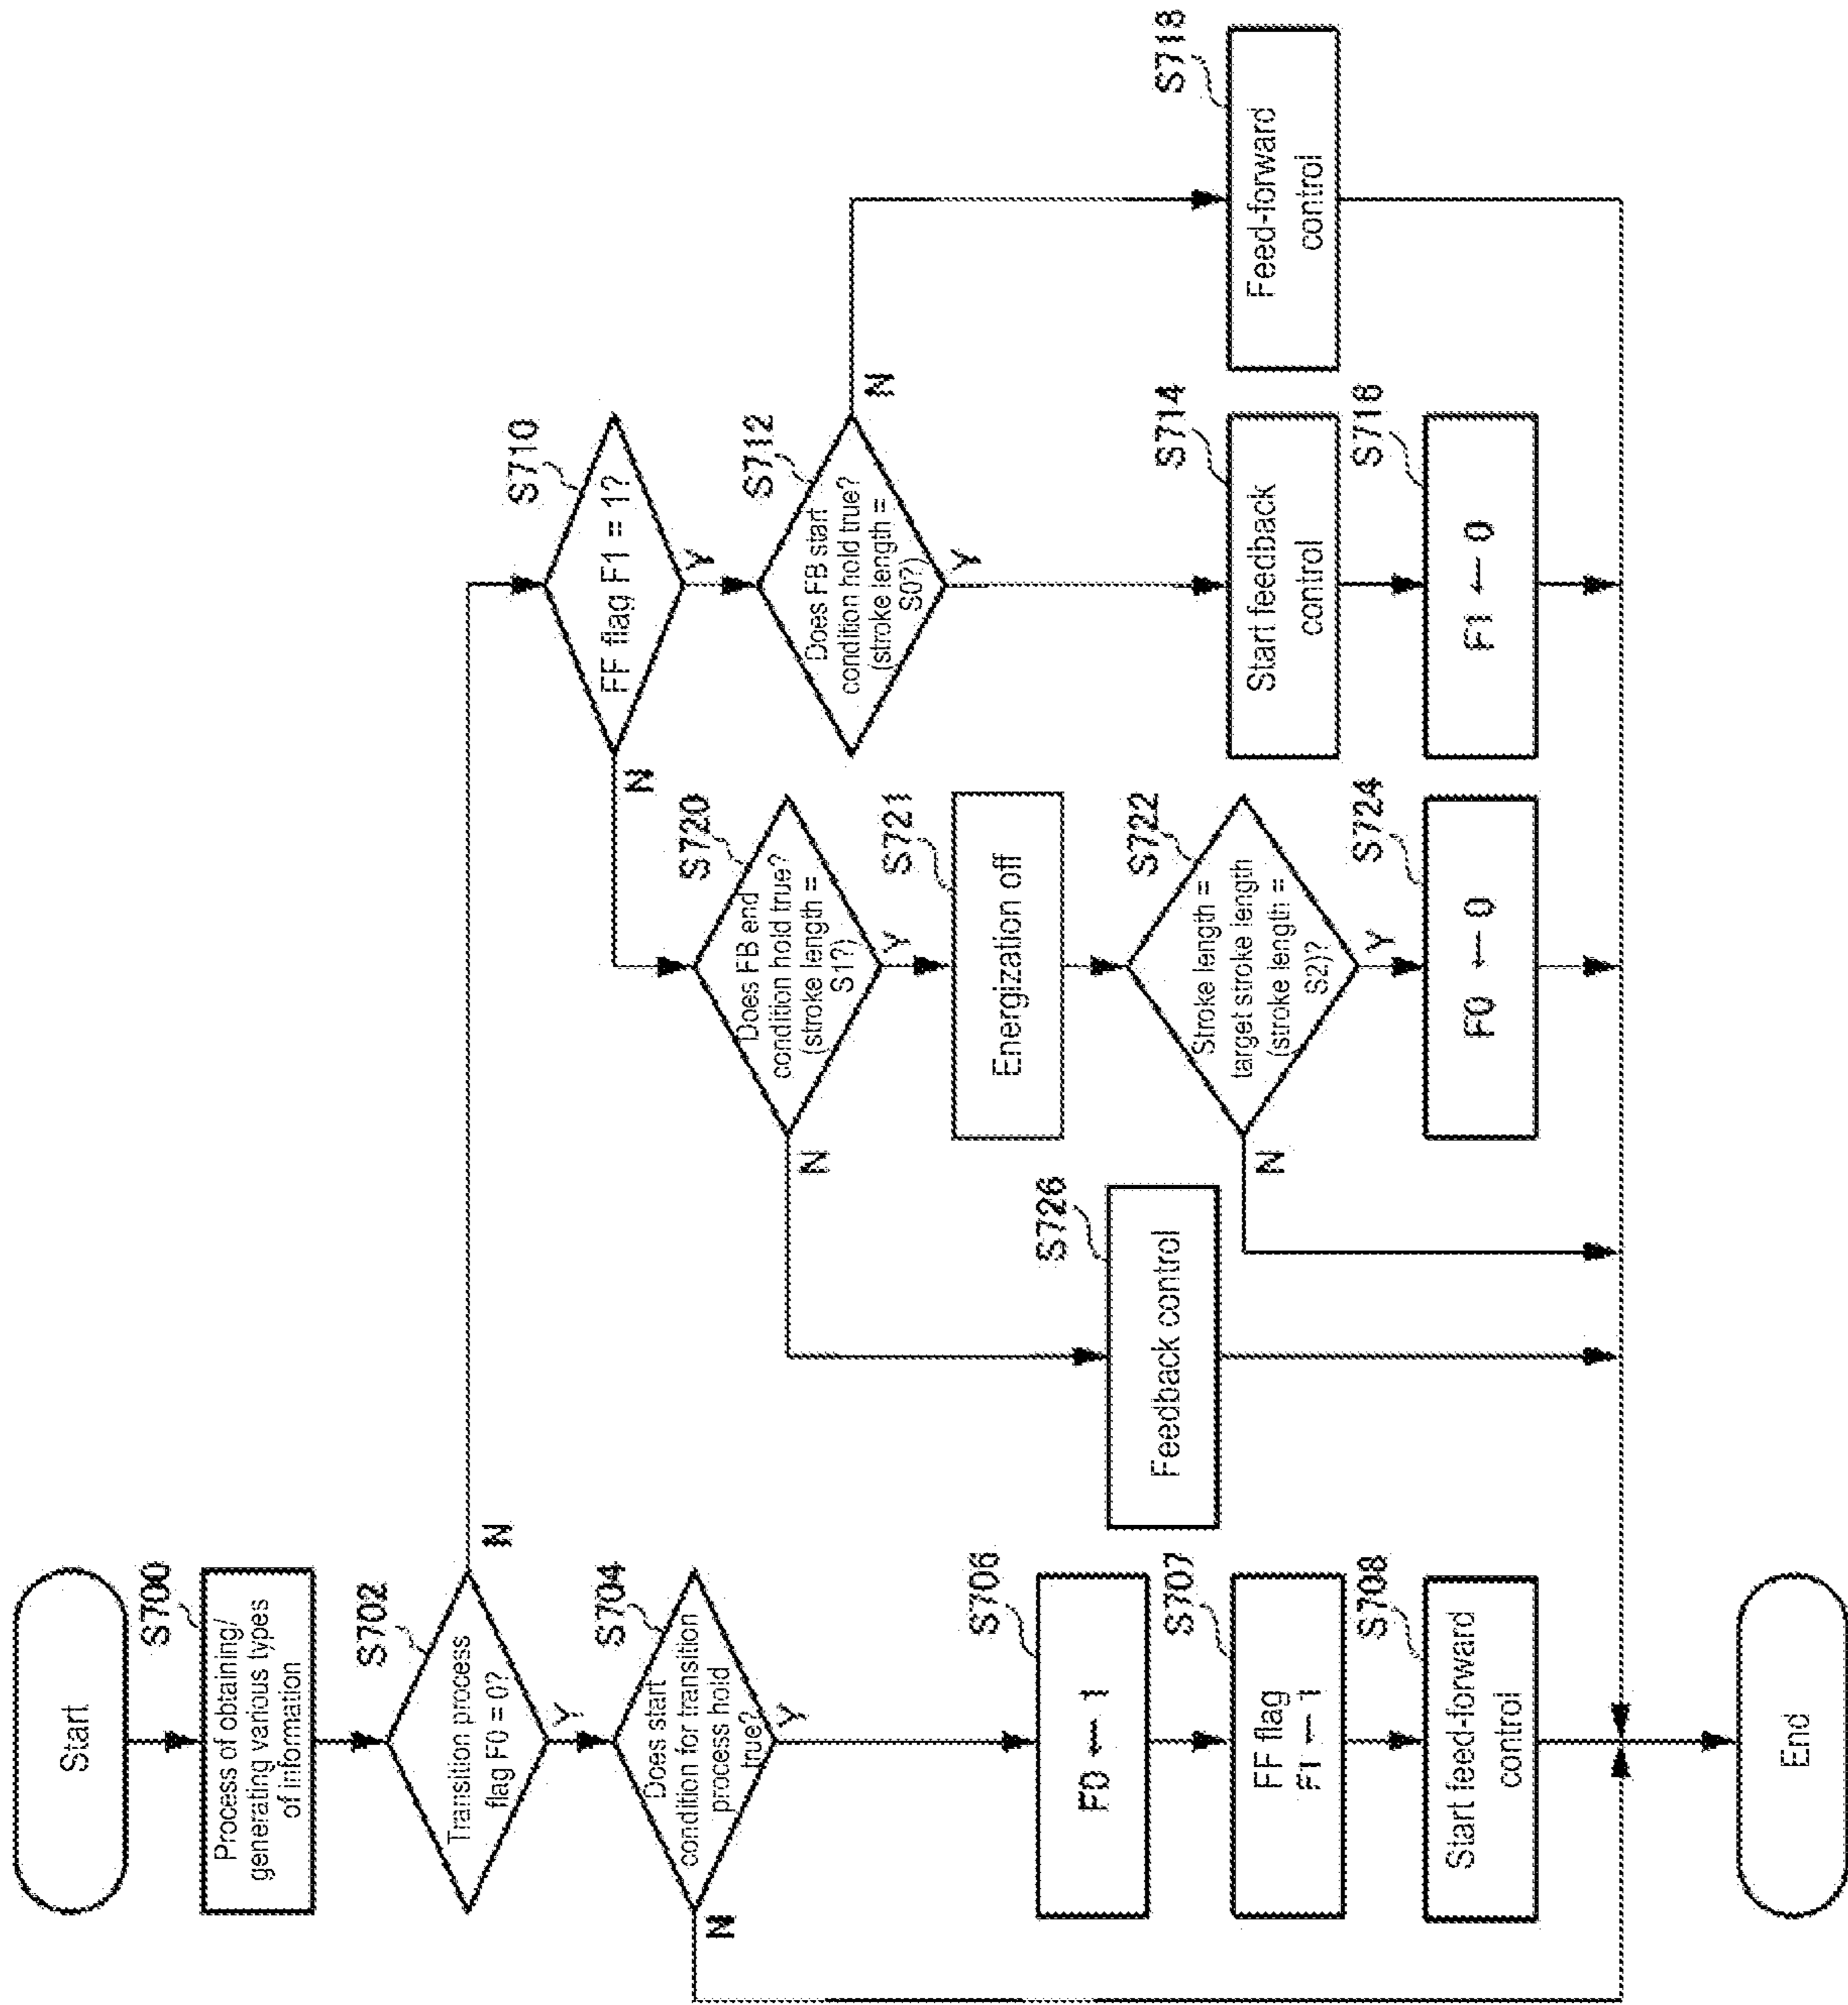 Start
S700
Process of obtaining/
generating various types
of information
S702
Transition process
flag F0 = 0?
N
Y
S704
Does start
condition for transition
process hold
true?
N
Y
S706
F0 ← 1
S707
FF flag
F1 ← 1
S708
Start feed-forward
control
End
S710
FF flag F1 = 1?
N
Y
S712
Does FB start
condition hold true?
(stroke length =
S0?)
N
Y
S714
Start feedback
control
S716
F1 ← 0
S718
Feed-forward
control
S720
Does FB end
condition hold true?
(stroke length =
S1?)
N
Y
S721
Energization off
S722
Stroke length =
target stroke length
(stroke length =
S2)?
N
Y
S724
F0 ← 0
S726
Feedback control